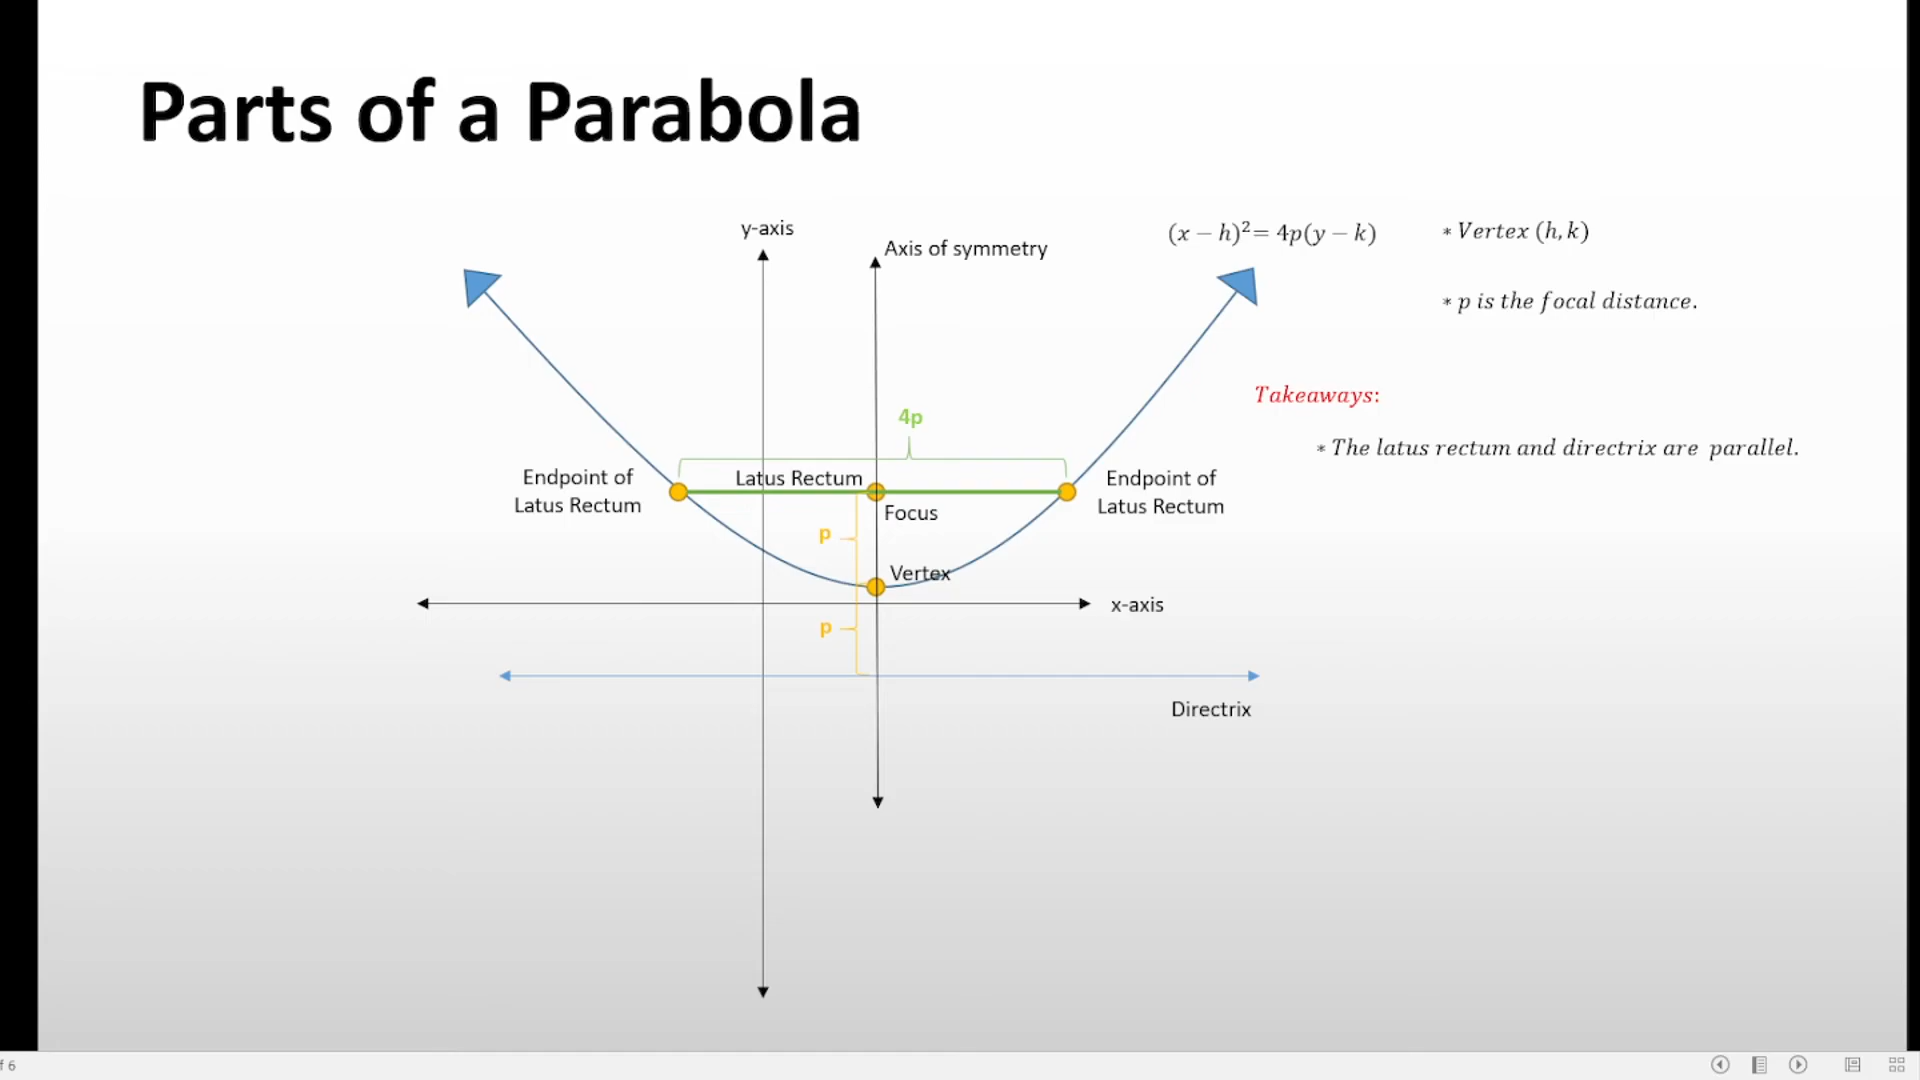 Parts of a Parabola
y-axis
Axis of symmetry
(x − h)²= 4p(y − k)
* Vertex (h, k)
* p is the focal distance.
Takeaways:
* The latus rectum and directrix are parallel.
4p
Endpoint of
Latus Rectum
Latus Rectum
Endpoint of
Latus Rectum
Focus
p
Vertex
x-axis
p
Directrix
f 6